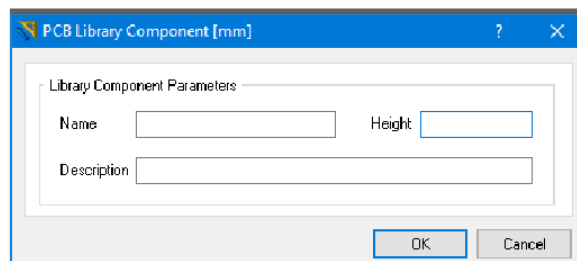 PCB Library Component [mm] ? ×
Library Component Parameters
Name Height
Description
OK Cancel